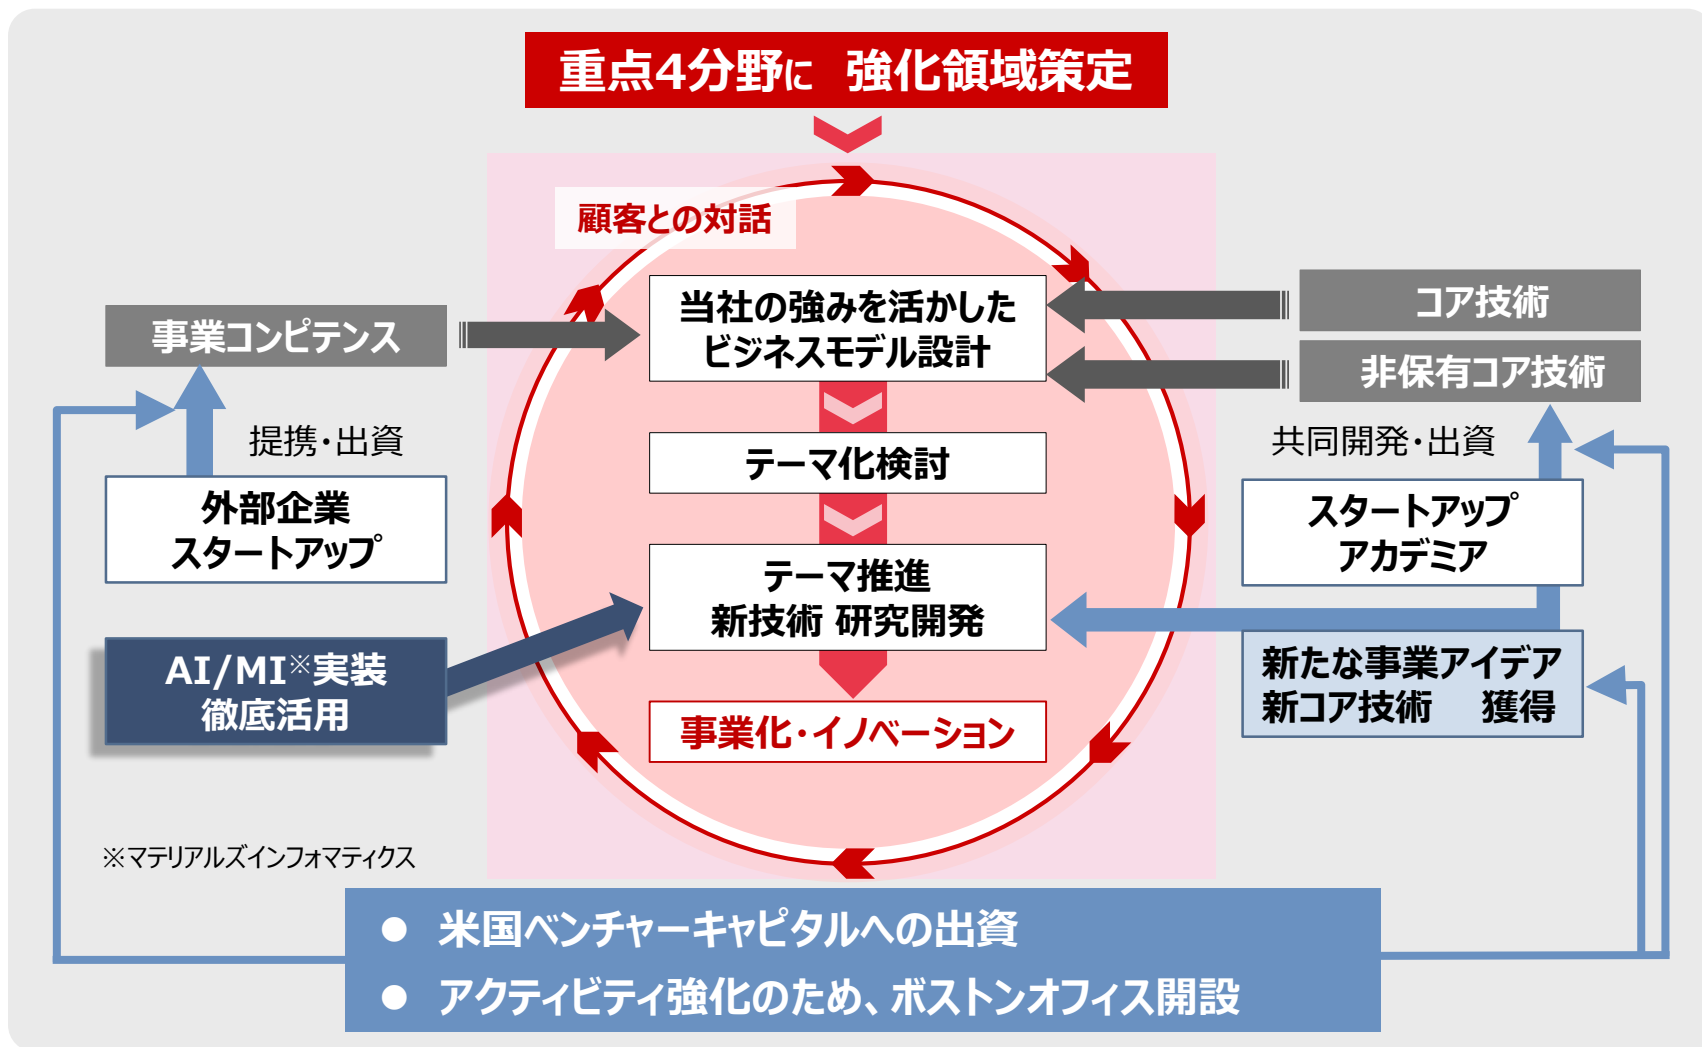 重点4分野に 強化領域策定
顧客との対話
当社の強みを活かした
ビジネスモデル設計
テーマ化検討
テーマ推進
新技術 研究開発
事業化・イノベーション
事業コンピテンス
提携・出資
外部企業
スタートアップ
AI/MI※実装
徹底活用
※マテリアルズインフォマティクス
コア技術
非保有コア技術
共同開発・出資
スタートアップ
アカデミア
新たな事業アイデア
新コア技術 獲得
● 米国ベンチャーキャピタルへの出資
● アクティビティ強化のため、ボストンオフィス開設